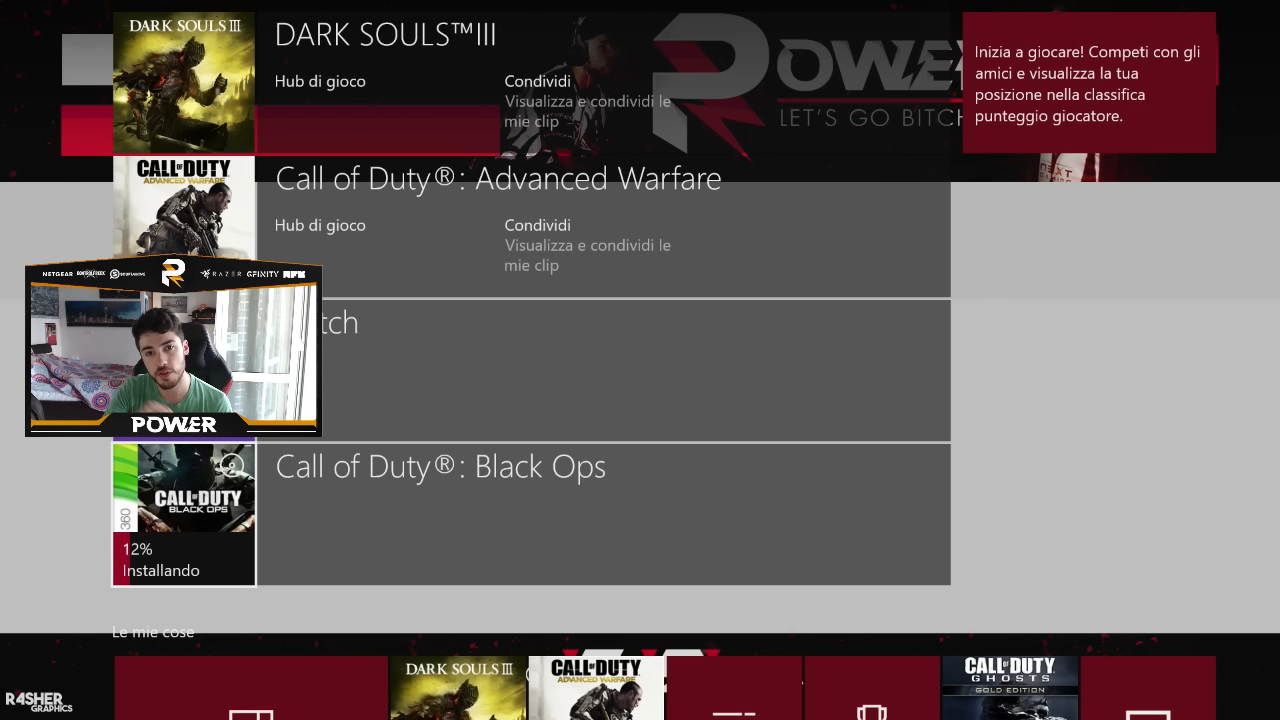 DARK SOULS III
DARK SOULS™III
Hub di gioco
Condividi
Visualizza e condividi le
mie clip
POWE
LET'S GO BITCH
Inizia a giocare! Competi con gli
amici e visualizza la tua
posizione nella classifica
punteggio giocatore.
NEXT
CALL OF DUTY
ADVANCED WARFARE
Call of Duty®: Advanced Warfare
Hub di gioco
Condividi
Visualizza e condividi le
mie clip
NETGEAR
RAZER GFINITY
tch
POWER
CALL OF DUTY
BLACK OPS
360
12%
Installando
Call of Duty®: Black Ops
Le mie cose
DARK SOULS III
CALL OF DUTY
ADVANCED WARFARE
CALL OF DUTY
GHOSTS
GOLD EDITION
R4SHER
GRAPHICS